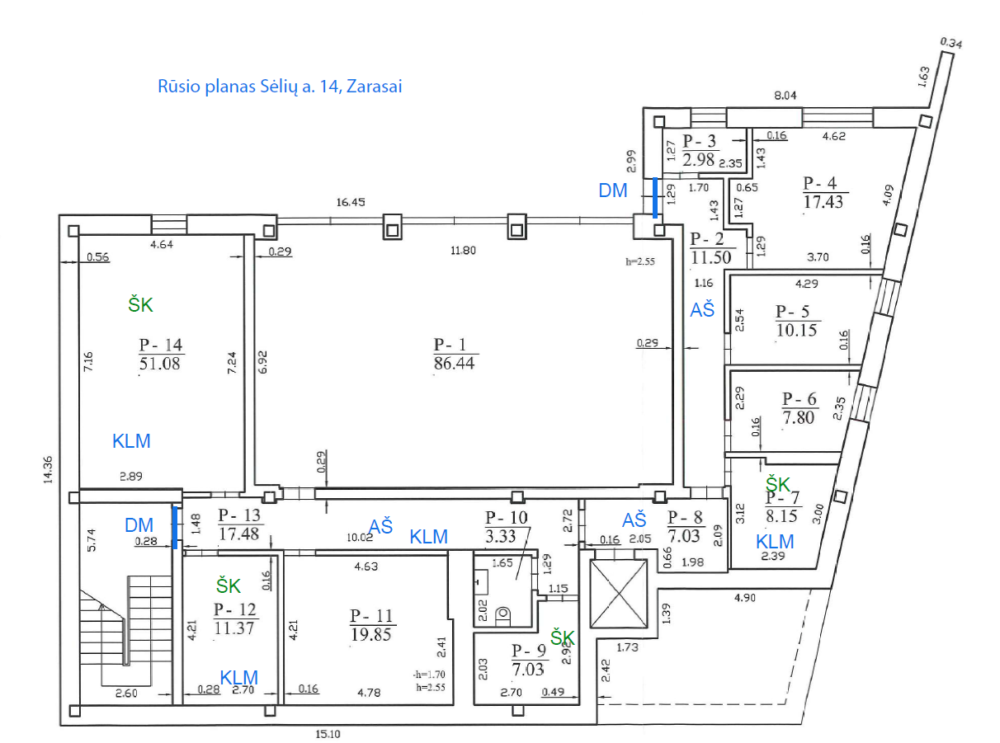 0.34
1.63
Rūsio planas Sėlių a. 14, Zarasai
8.04
P- 3
2.98
1.27
2.35
0.16
4.62
1.43
2.99
DM
1.29
1.70
0.65
P- 4
17.43
4.09
1.43
1.27
16.45
4.64
0.56
0.29
11.80
h=2.55
P- 2
11.50
1.29
3.70
0.16
1.16
4.29
ŠK
AŠ
2.54
P- 5
10.15
0.16
P- 14
51.08
7.16
7.24
6.92
P- 1
86.44
0.29
2.29
P- 6
7.80
2.35
0.16
KLM
14.36
2.89
0.29
ŠK
P- 7
8.15
3.12
3.00
KLM
2.39
DM
5.74
0.28
1.48
P- 13
17.48
10.02
AŠ
KLM
P- 10
3.33
2.72
AŠ
0.16
2.05
P- 8
7.03
2.09
0.66
1.98
4.63
0.16
1.65
1.29
1.15
ŠK
P- 12
11.37
4.21
4.21
P- 11
19.85
2.02
4.90
1.39
ŠK
2.41
P- 9
7.03
2.92
2.03
1.73
2.42
KLM
-h=1.70
h=2.55
2.60
0.28
2.70
0.16
4.78
2.70
0.49
15.10